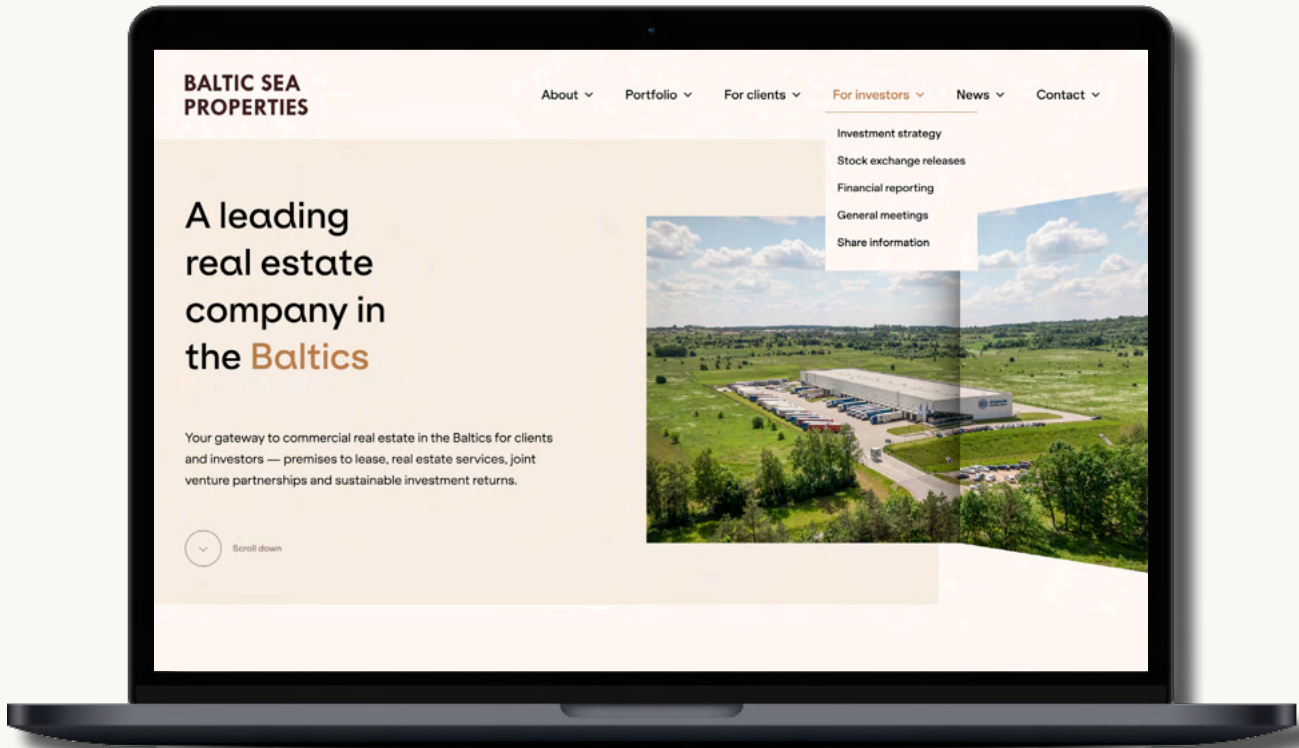 BALTIC SEA
PROPERTIES
About
Portfolio
For clients
For investors
News
Contact
Investment strategy
Stock exchange releases
Financial reporting
General meetings
Share information
A leading
real estate
company in
the Baltics
Your gateway to commercial real estate in the Baltics for clients
and investors — premises to lease, real estate services, joint
venture partnerships and sustainable investment returns.
Scroll down